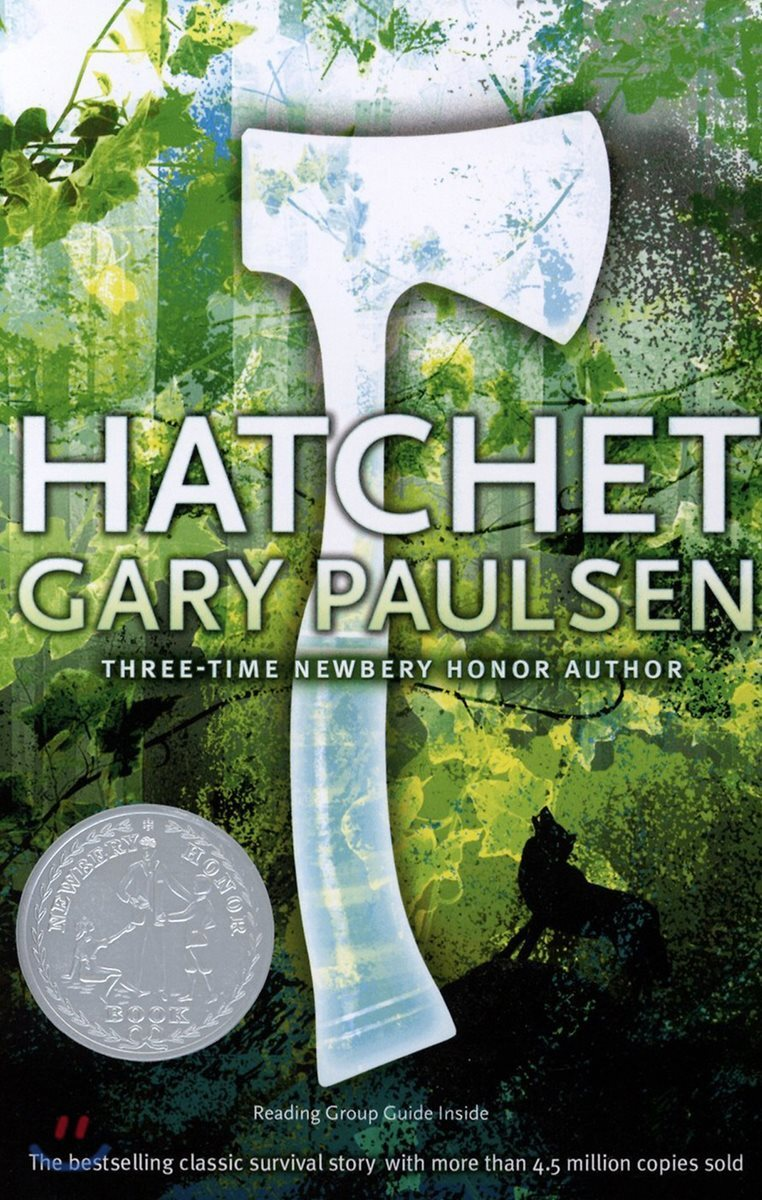 HATCHET
GARY PAULSEN
THREE-TIME NEWBERY HONOR AUTHOR
NEWBERY HONOR
BOOK
Reading Group Guide Inside
The bestselling classic survival story with more than 4.5 million copies sold